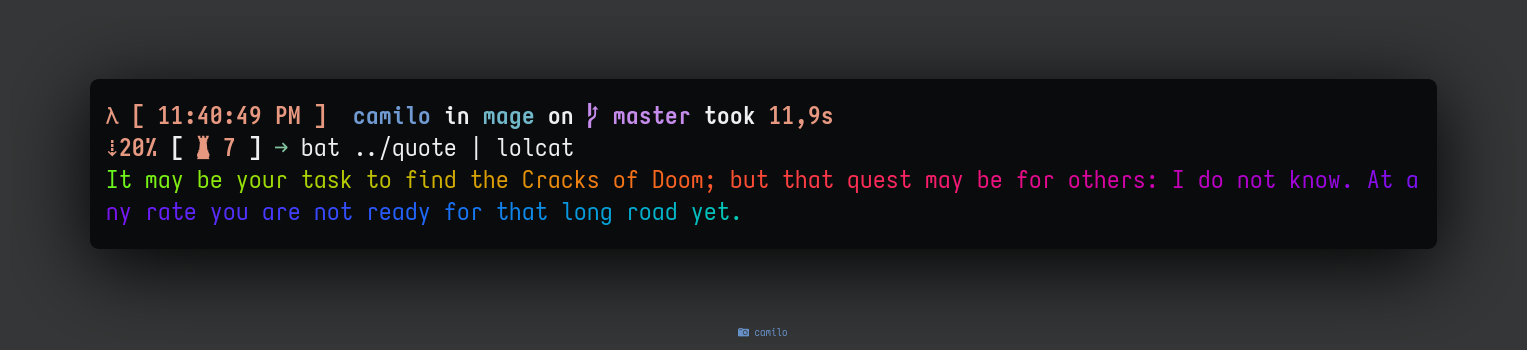 λ [ 11:40:49 PM ] camilo in mage on master took 11,9s
⇣20% [ 7 ] → bat ../quote | lolcat
It may be your task to find the Cracks of Doom; but that quest may be for others: I do not know. At a
ny rate you are not ready for that long road yet.
camilo